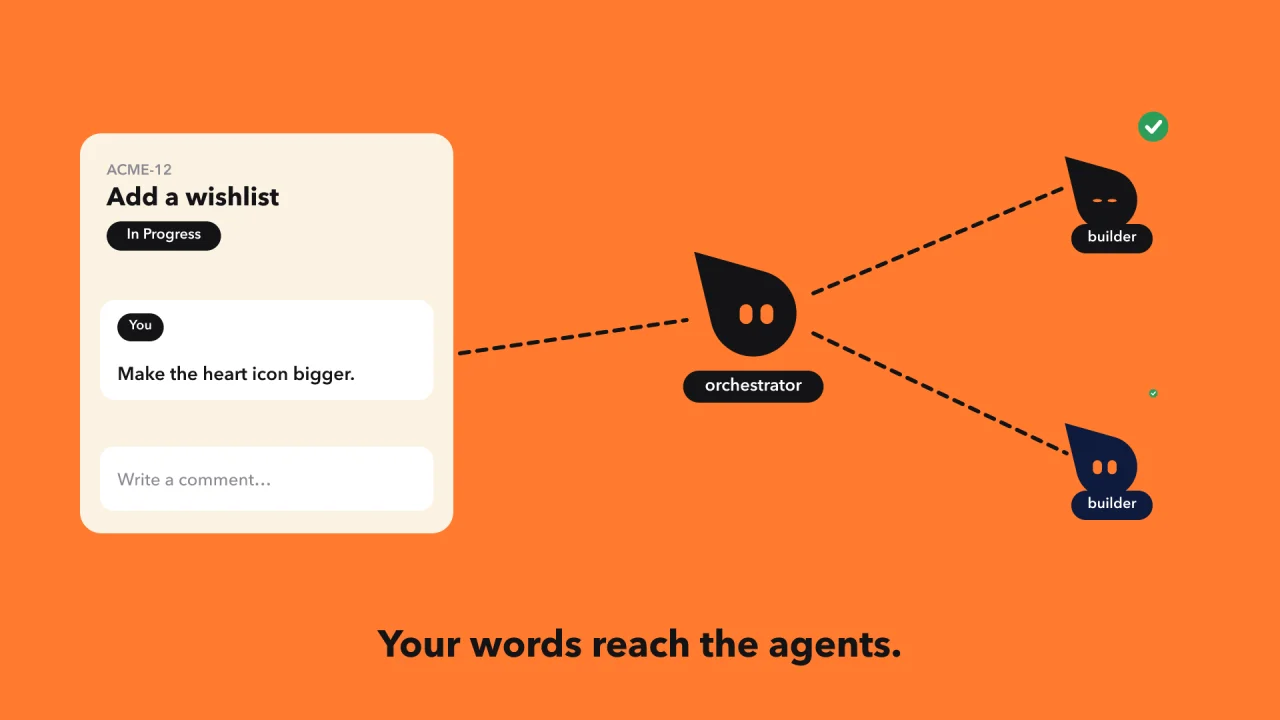 ACME-12
Add a wishlist
In Progress
You
Make the heart icon bigger.
Write a comment...
orchestrator
builder
builder
Your words reach the agents.